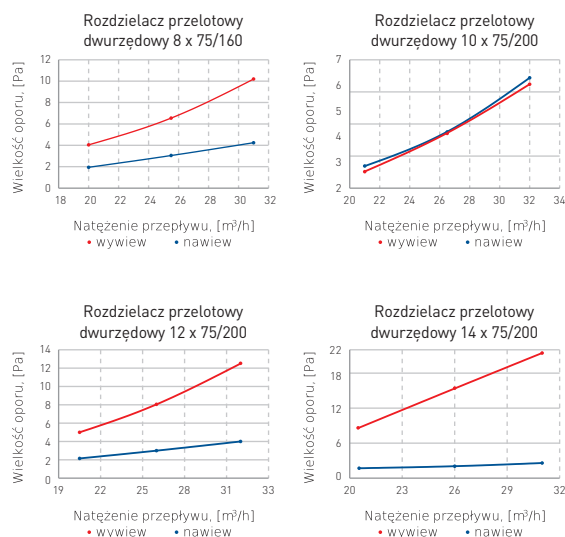 Rozdzielacz przelotowy
dwurzędowy 8 x 75/160
Wielkość oporu, [Pa]
12
10
8
6
4
2
0
18 20 22 24 26 28 30 32
Natężenie przepływu, [m³/h]
• wywiew • nawiew
Rozdzielacz przelotowy
dwurzędowy 10 x 75/200
Wielkość oporu, [Pa]
7
6
5
4
3
2
20 22 24 26 28 30 32 34
Natężenie przepływu, [m³/h]
• wywiew • nawiew
Rozdzielacz przelotowy
dwurzędowy 12 x 75/200
Wielkość oporu, [Pa]
14
12
10
8
6
4
2
0
19 22 25 28 31 33
Natężenie przepływu, [m³/h]
• wywiew • nawiew
Rozdzielacz przelotowy
dwurzędowy 14 x 75/200
Wielkość oporu, [Pa]
22
18
12
6
0
20 23 26 29 32
Natężenie przepływu, [m³/h]
• wywiew • nawiew